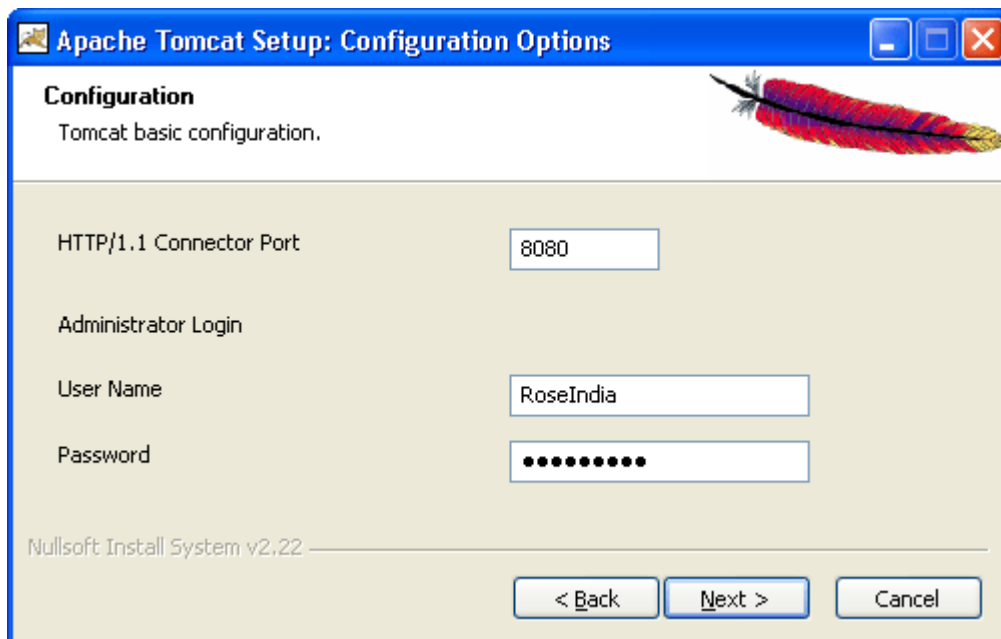 Apache Tomcat Setup: Configuration Options
Configuration
Tomcat basic configuration.
HTTP/1.1 Connector Port 8080
Administrator Login
User Name RoseIndia
Password ●●●●●●●●●
Nullsoft Install System v2.22
< Back Next > Cancel